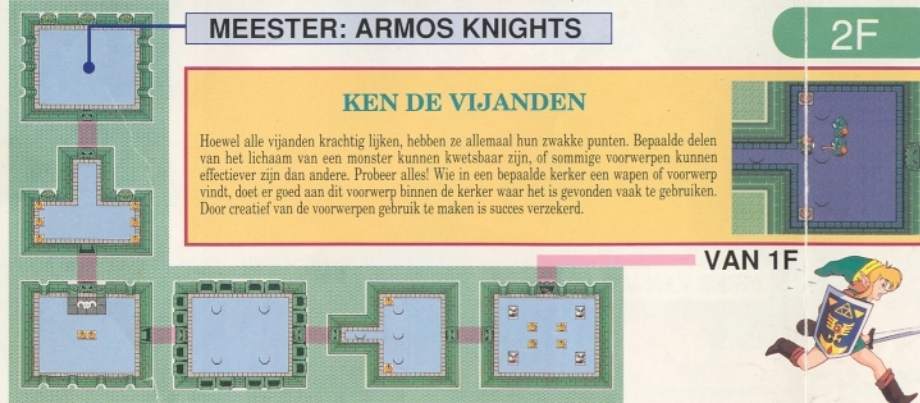 MEESTER: ARMOS KNIGHTS
2F
KEN DE VIJANDEN
Hoewel alle vijanden krachtig lijken, hebben ze allemaal hun zwakke punten. Bepaalde delen
van het lichaam van een monster kunnen kwetsbaar zijn, of sommige voorwerpen kunnen
effectiever zijn dan andere. Probeer alles! Wie in een bepaalde kerker een wapen of voorwerp
vindt, doet er goed aan dit voorwerp binnen de kerker waar het is gevonden vaak te gebruiken.
Door creatief van de voorwerpen gebruik te maken is succes verzekerd.
VAN 1F